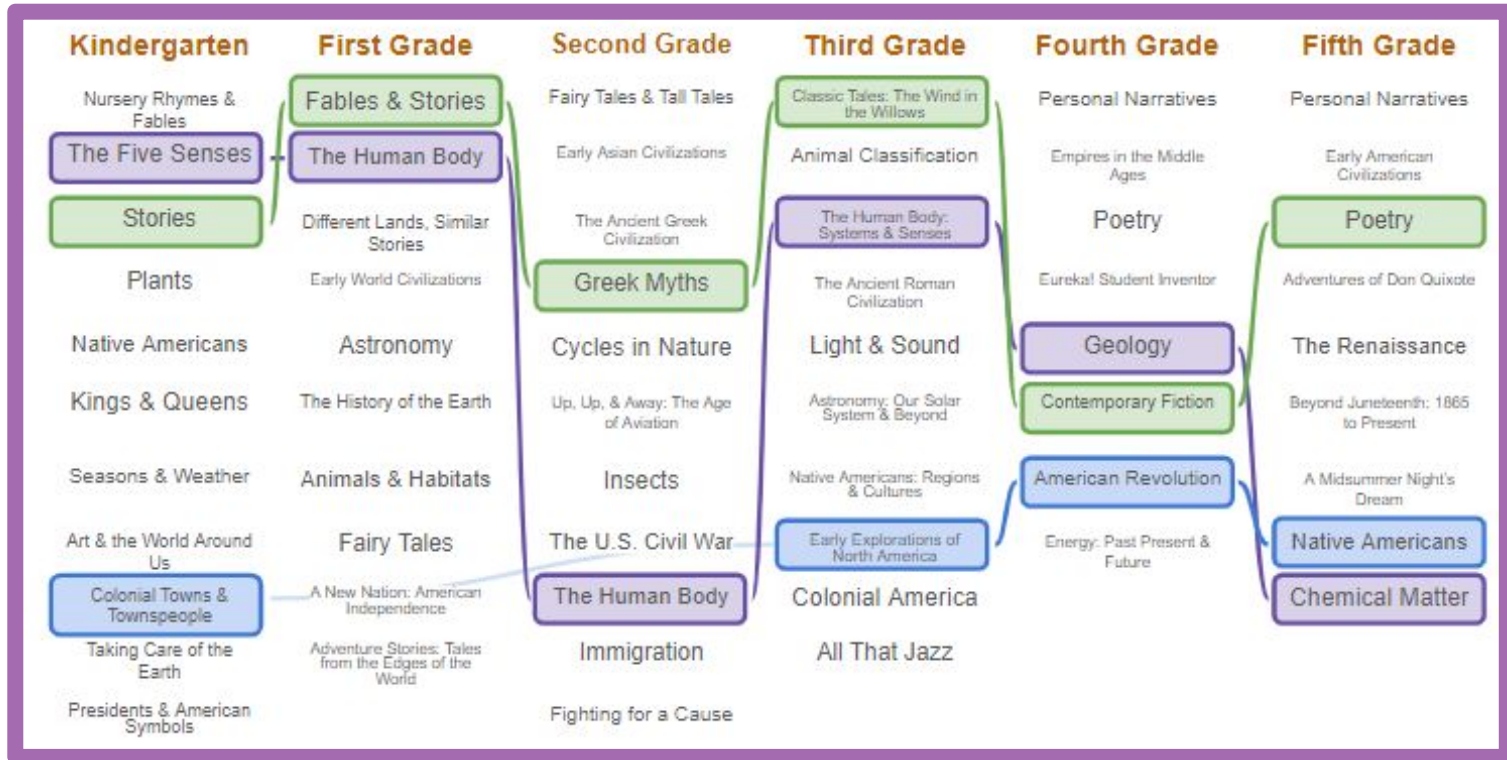 Kindergarten
Nursery Rhymes &
Fables
The Five Senses
Stories
Plants
Native Americans
Kings & Queens
Seasons & Weather
Art & the World Around
Us
Colonial Towns &
Townspeople
Taking Care of the
Earth
Presidents & American
Symbols
First Grade
Fables & Stories
The Human Body
Different Lands, Similar
Stories
Early World Civilizations
Astronomy
The History of the Earth
Animals & Habitats
Fairy Tales
A New Nation: American
Independence
Adventure Stories: Tales
from the Edges of the
World
Second Grade
Fairy Tales & Tall Tales
Early Asian Civilizations
The Ancient Greek
Civilization
Greek Myths
Cycles in Nature
Up, Up, & Away: The Age
of Aviation
Insects
The U.S. Civil War
The Human Body
Immigration
Fighting for a Cause
Third Grade
Classic Tales: The Wind in
the Willows
Animal Classification
The Human Body:
Systems & Senses
The Ancient Roman
Civilization
Light & Sound
Astronomy: Our Solar
System & Beyond
Native Americans: Regions
& Cultures
Early Explorations of
North America
Colonial America
All That Jazz
Fourth Grade
Personal Narratives
Empires in the Middle
Ages
Poetry
Eureka! Student Inventor
Geology
Contemporary Fiction
American Revolution
Energy: Past Present &
Future
Fifth Grade
Personal Narratives
Early American
Civilizations
Poetry
Adventures of Don Quixote
The Renaissance
Beyond Juneteenth: 1865
to Present
A Midsummer Night's
Dream
Native Americans
Chemical Matter